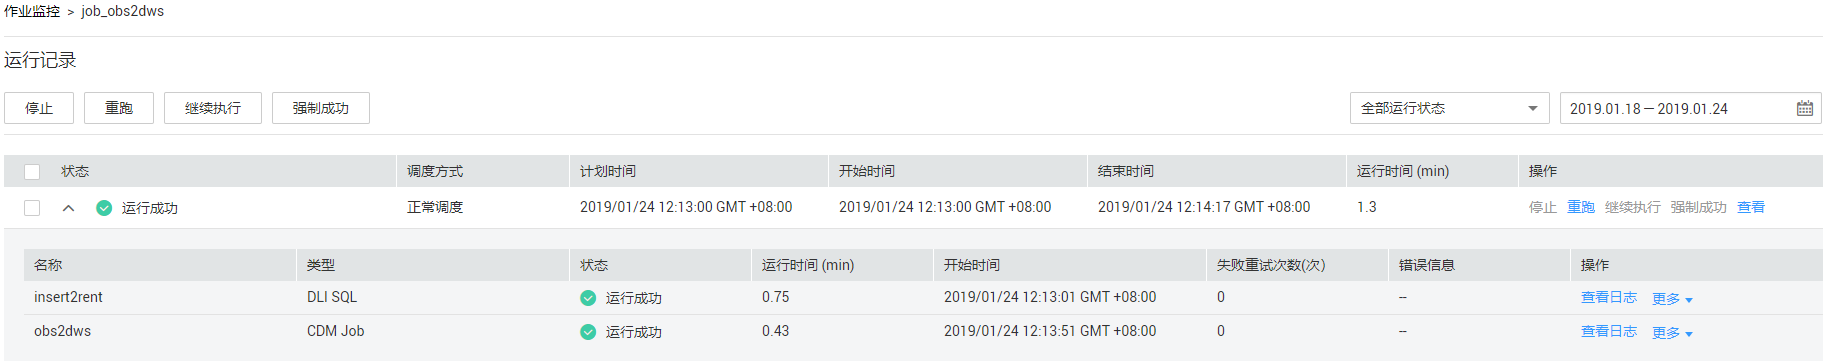 作业监控 > job_obs2dws
运行记录
停止 重跑 继续执行 强制成功 全部运行状态 2019.01.18 – 2019.01.24
状态 调度方式 计划时间 开始时间 结束时间 运行时间 (min) 操作
运行成功 正常调度 2019/01/24 12:13:00 GMT +08:00 2019/01/24 12:13:00 GMT +08:00 2019/01/24 12:14:17 GMT +08:00 1.3 停止 重跑 继续执行 强制成功 查看
名称 类型 状态 运行时间 (min) 开始时间 失败重试次数(次) 错误信息 操作
insert2rent DLI SQL 运行成功 0.75 2019/01/24 12:13:01 GMT +08:00 0 -- 查看日志 更多
obs2dws CDM Job 运行成功 0.43 2019/01/24 12:13:51 GMT +08:00 0 -- 查看日志 更多